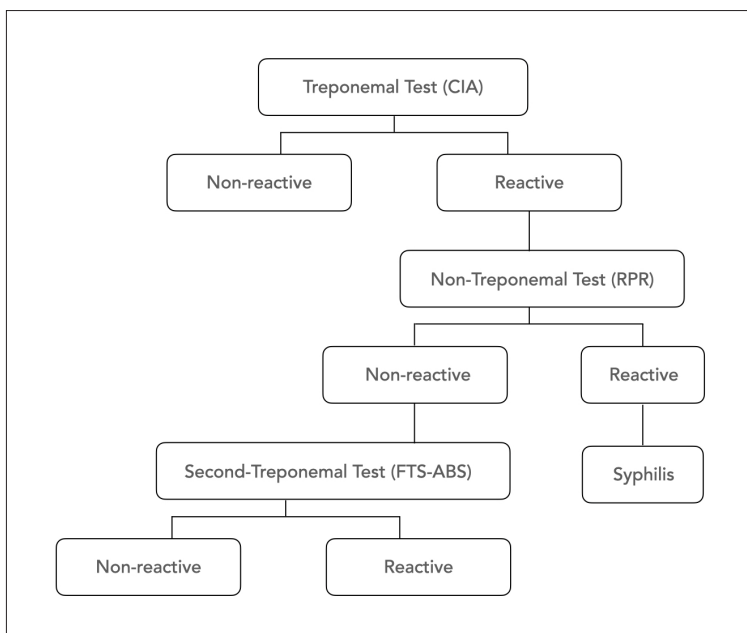 Treponemal Test (CIA)
Non-reactive
Reactive
Non-Treponemal Test (RPR)
Non-reactive
Reactive
Second-Treponemal Test (FTS-ABS)
Syphilis
Non-reactive
Reactive